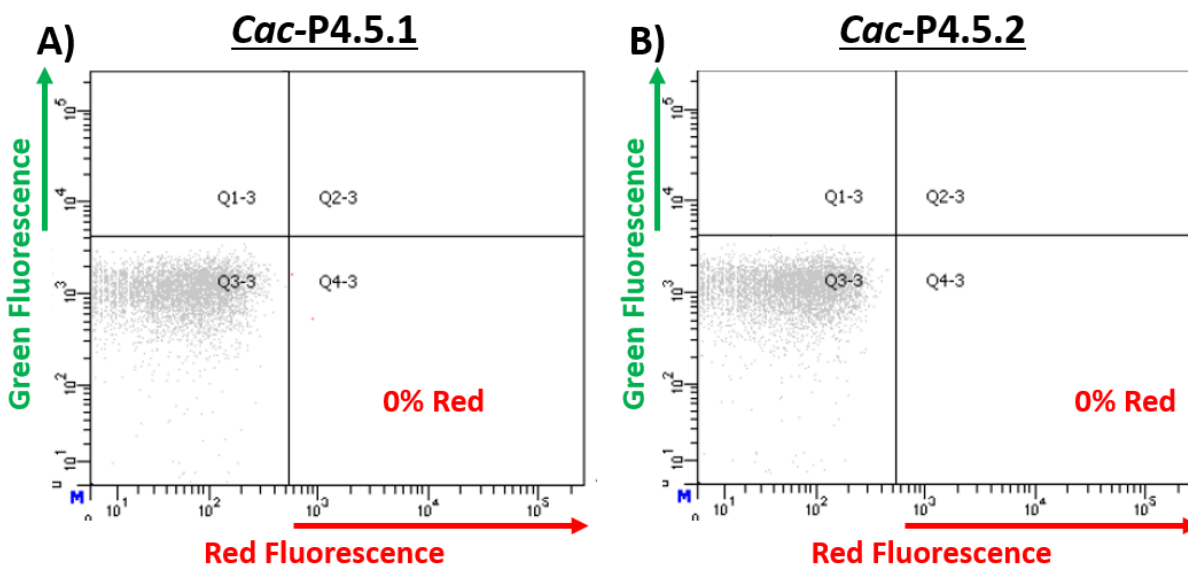 A)
Cac-P4.5.1
Green Fluorescence
10^5
10^4
10^3
10^2
10^1
Q1-3
Q2-3
Q3-3
Q4-3
0% Red
M
0
10^1
10^2
10^3
10^4
10^5
Red Fluorescence
B)
Cac-P4.5.2
Green Fluorescence
10^5
10^4
10^3
10^2
10^1
Q1-3
Q2-3
Q3-3
Q4-3
0% Red
M
0
10^1
10^2
10^3
10^4
10^5
Red Fluorescence